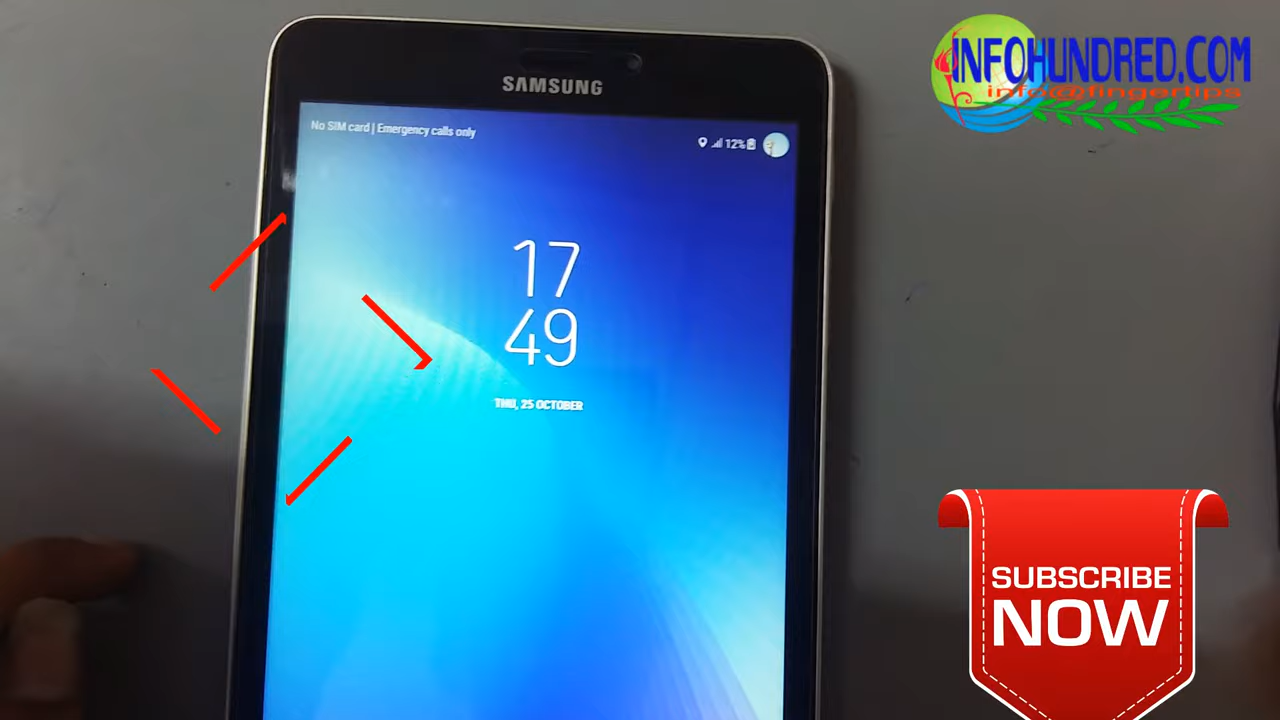 INFOHUNDRED.COM
info@fingertips
SAMSUNG
No SIM card | Emergency calls only
12%
17
49
THU, 25 OCTOBER
SUBSCRIBE
NOW